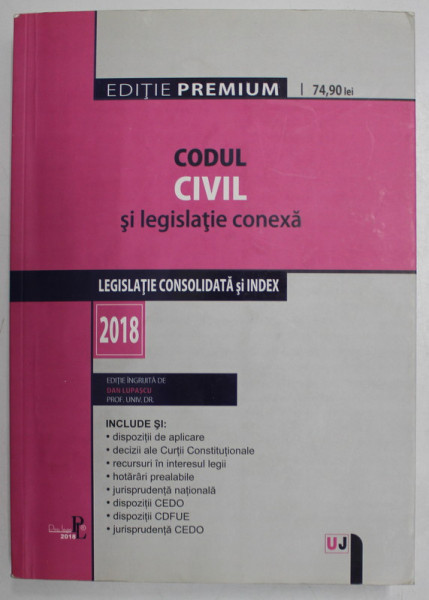 EDIȚIE PREMIUM | 74,90 lei
CODUL
CIVIL
și legislație conexă
LEGISLAȚIE CONSOLIDATĂ și INDEX
2018
EDIȚIE ÎNGRIJITĂ DE
DAN LUPAȘCU
PROF. UNIV. DR.
INCLUDE ȘI:
• dispoziții de aplicare
• decizii ale Curții Constituționale
• recursuri în interesul legii
• hotărâri prealabile
• jurisprudență națională
• dispoziții CEDO
• dispoziții CDFUE
• jurisprudență CEDO
2018
UJ